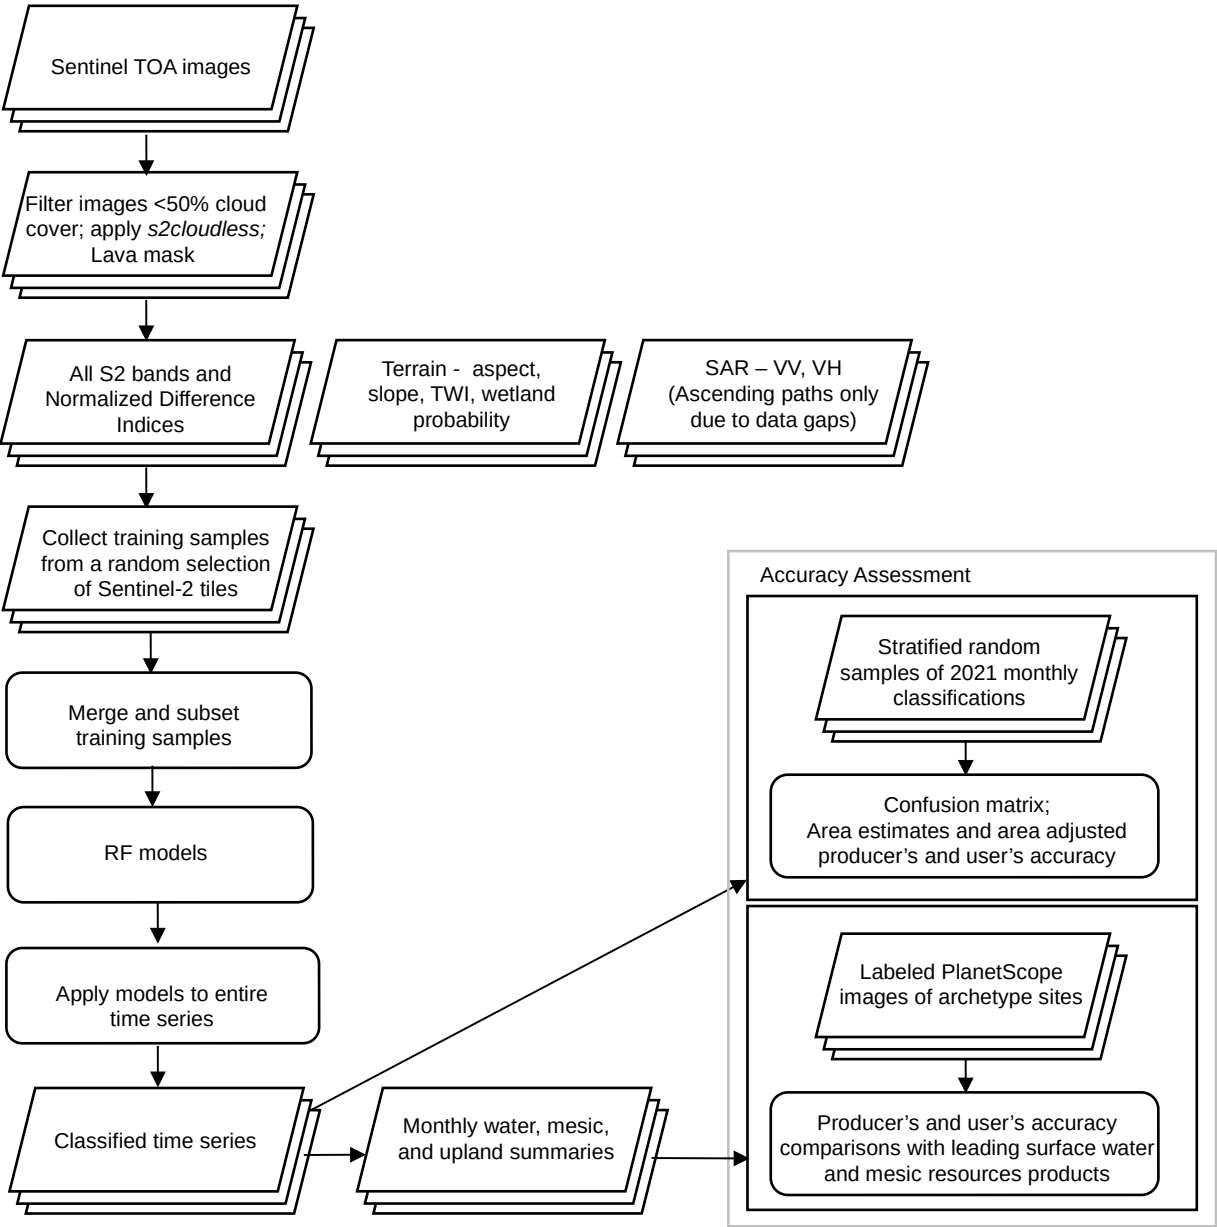 Sentinel TOA images
Filter images <50% cloud
cover; apply s2cloudless;
Lava mask
All S2 bands and
Normalized Difference
Indices
Terrain -  aspect,
slope, TWI, wetland
probability
SAR – VV, VH
(Ascending paths only
due to data gaps)
Collect training samples
from a random selection
of Sentinel-2 tiles
Merge and subset
training samples
RF models
Apply models to entire
time series
Classified time series
Monthly water, mesic,
and upland summaries
Accuracy Assessment
Stratified random
samples of 2021 monthly
classifications
Confusion matrix;
Area estimates and area adjusted
producer’s and user’s accuracy
Labeled PlanetScope
images of archetype sites
Producer’s and user’s accuracy
comparisons with leading surface water
and mesic resources products